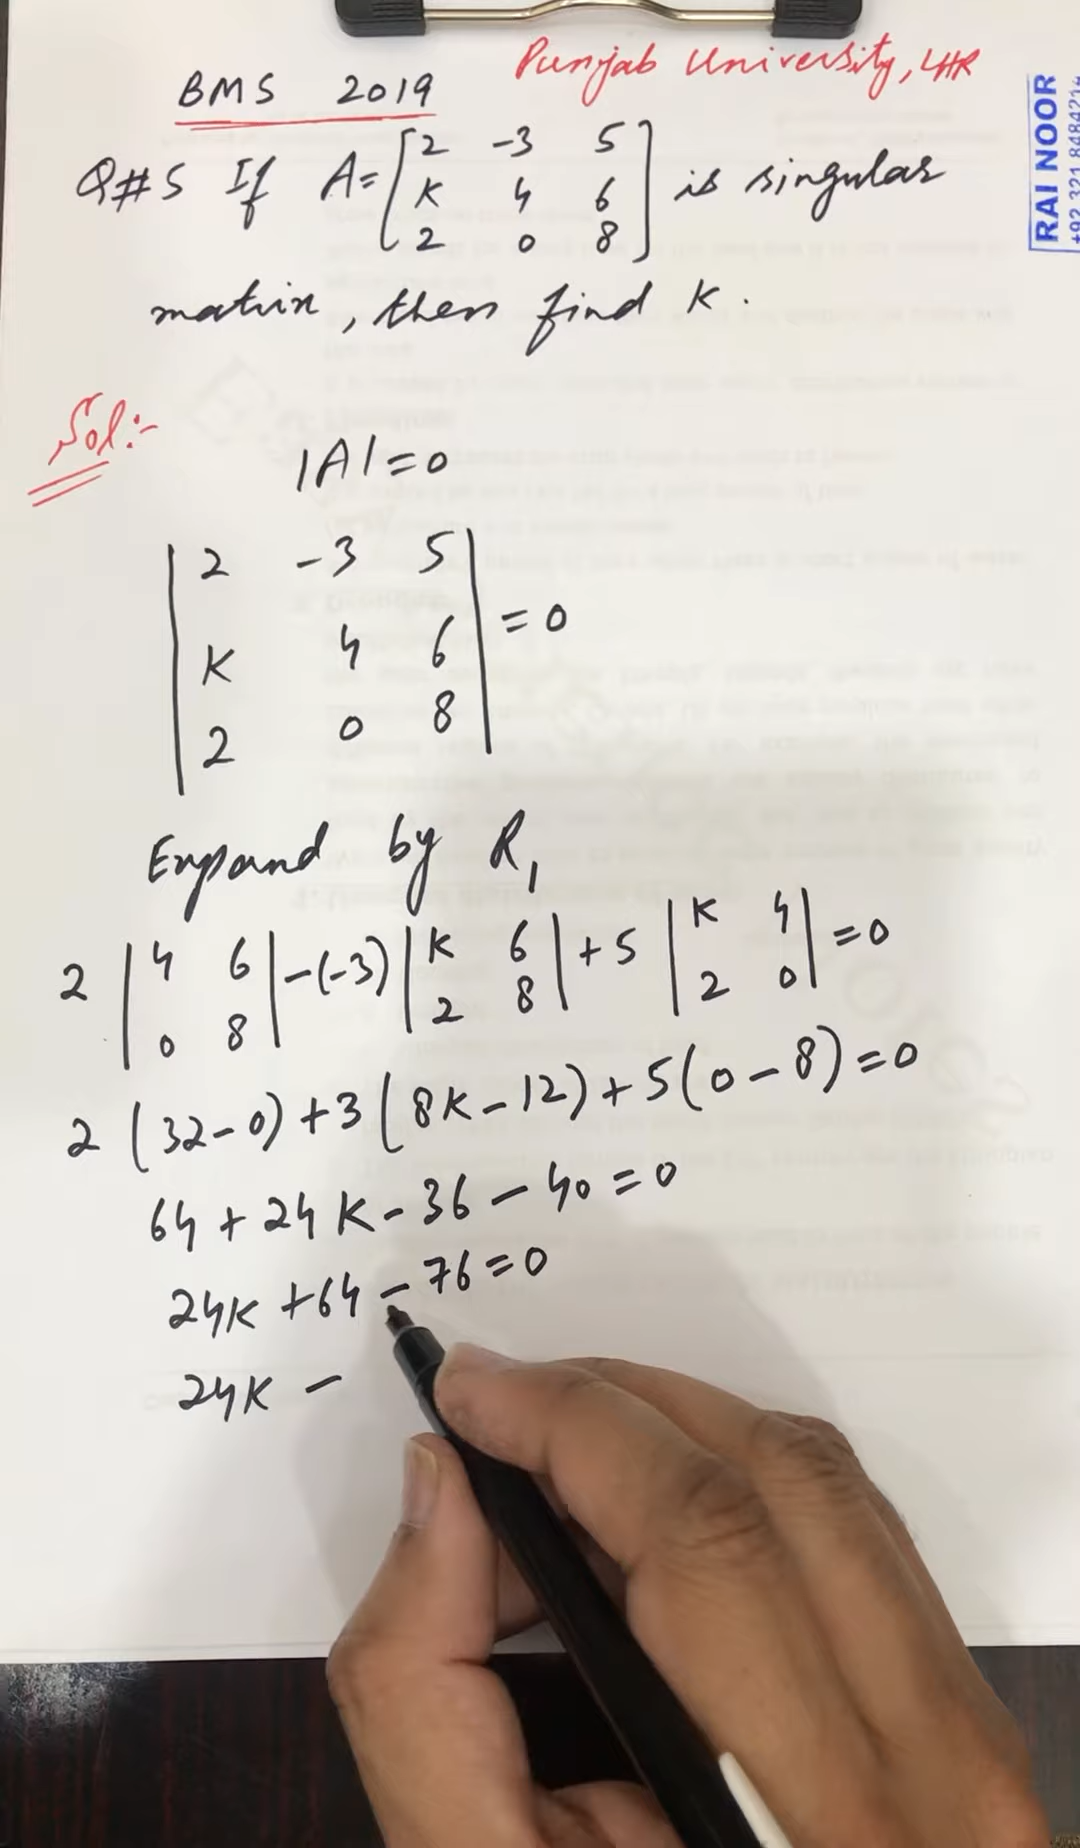 BMS 2019
Punjab University, LHR
RAI NOOR
Q#5 If A= [2 -3 5 is singular
K 4 6
2 0 8]
matrix, then find K.
Sol:-
|A|=0
|2 -3 5
K 4 6 = 0
2 0 8|
Expand by R1
2 |4 6 -(-3) |K 6 + 5 |K 4 =0
0 8| 2 8| 2 0|
2 (32-0)+3(8K-12)+5(0-8)=0
64+24K-36-40=0
24K+64-76=0
24K -